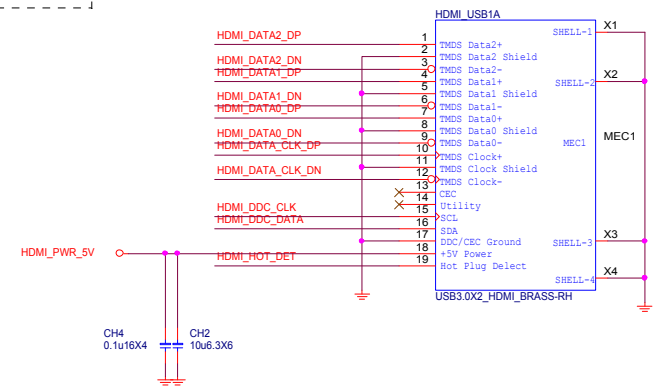 HDMI_USB1A
HDMI_DATA2_DP 1 TMDS Data2+ SHELL-1 X1
2 TMDS Data2 Shield
HDMI_DATA2_DN 3 TMDS Data2-
HDMI_DATA1_DP 4 TMDS Data1+ SHELL-2 X2
5 TMDS Data1 Shield
HDMI_DATA1_DN 6 TMDS Data1-
HDMI_DATA0_DP 7 TMDS Data0+
8 TMDS Data0 Shield
HDMI_DATA0_DN 9 TMDS Data0- MEC1 MEC1
HDMI_DATA_CLK_DP 10 TMDS Clock+
11 TMDS Clock Shield
HDMI_DATA_CLK_DN 12 TMDS Clock-
13 CEC
14 Utility
HDMI_DDC_CLK 15 SCL
HDMI_DDC_DATA 16 SDA
17 DDC/CEC Ground SHELL-3 X3
HDMI_PWR_5V 18 +5V Power
HDMI_HOT_DET 19 Hot Plug Detect
SHELL-4 X4
USB3.0X2_HDMI_BRASS-RH
CH4 CH2
0.1u16X4 10u6.3X6